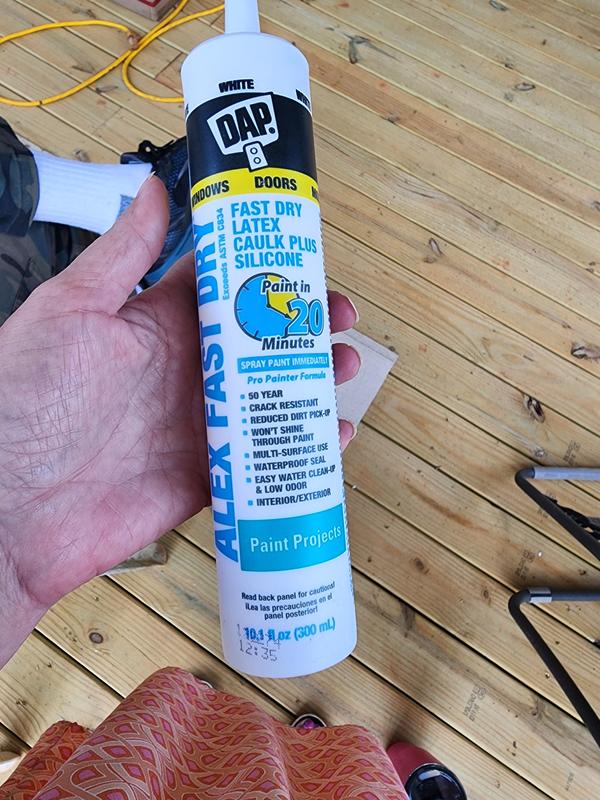 WHITE
DAP.
WINDOWS DOORS
ALEX FAST DRY
Exceeds ASTM C834
FAST DRY
LATEX
CAULK PLUS
SILICONE
Paint in
20
Minutes
SPRAY PAINT IMMEDIATELY
Pro Painter Formula
▪ 50 YEAR
▪ CRACK RESISTANT
▪ REDUCED DIRT PICK-UP
▪ WON'T SHINE
THROUGH PAINT
▪ MULTI-SURFACE USE
▪ WATERPROOF SEAL
▪ EASY WATER CLEAN-UP
& LOW ODOR
▪ INTERIOR/EXTERIOR
Paint Projects
Read back panel for cautions!
¡Lea las precauciones en el
panel posterior!
10.1 fl oz (300 mL)
12:35